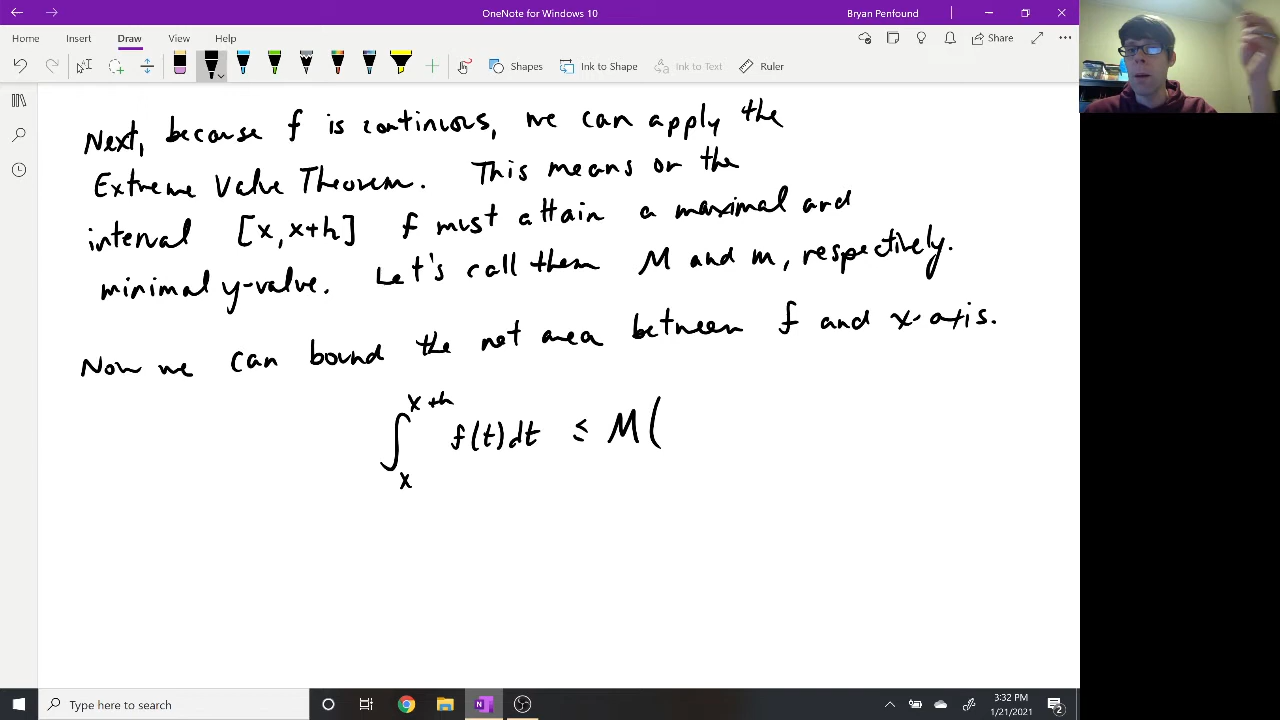 OneNote for Windows 10
Bryan Penfound
Home Insert Draw View Help
Share
Shapes
Ink to Shape
Ink to Text
Ruler
Next, because f is continuous, we can apply the
Extreme Value Theorem. This means on the
interval [x, x+h] f must attain a maximal and
minimal y-value. Let's call them M and m, respectively.
Now we can bound the net area between f and x-axis.
∫_x^{x+h} f(t)dt ≤ M(
Type here to search
3:32 PM
1/21/2021
2